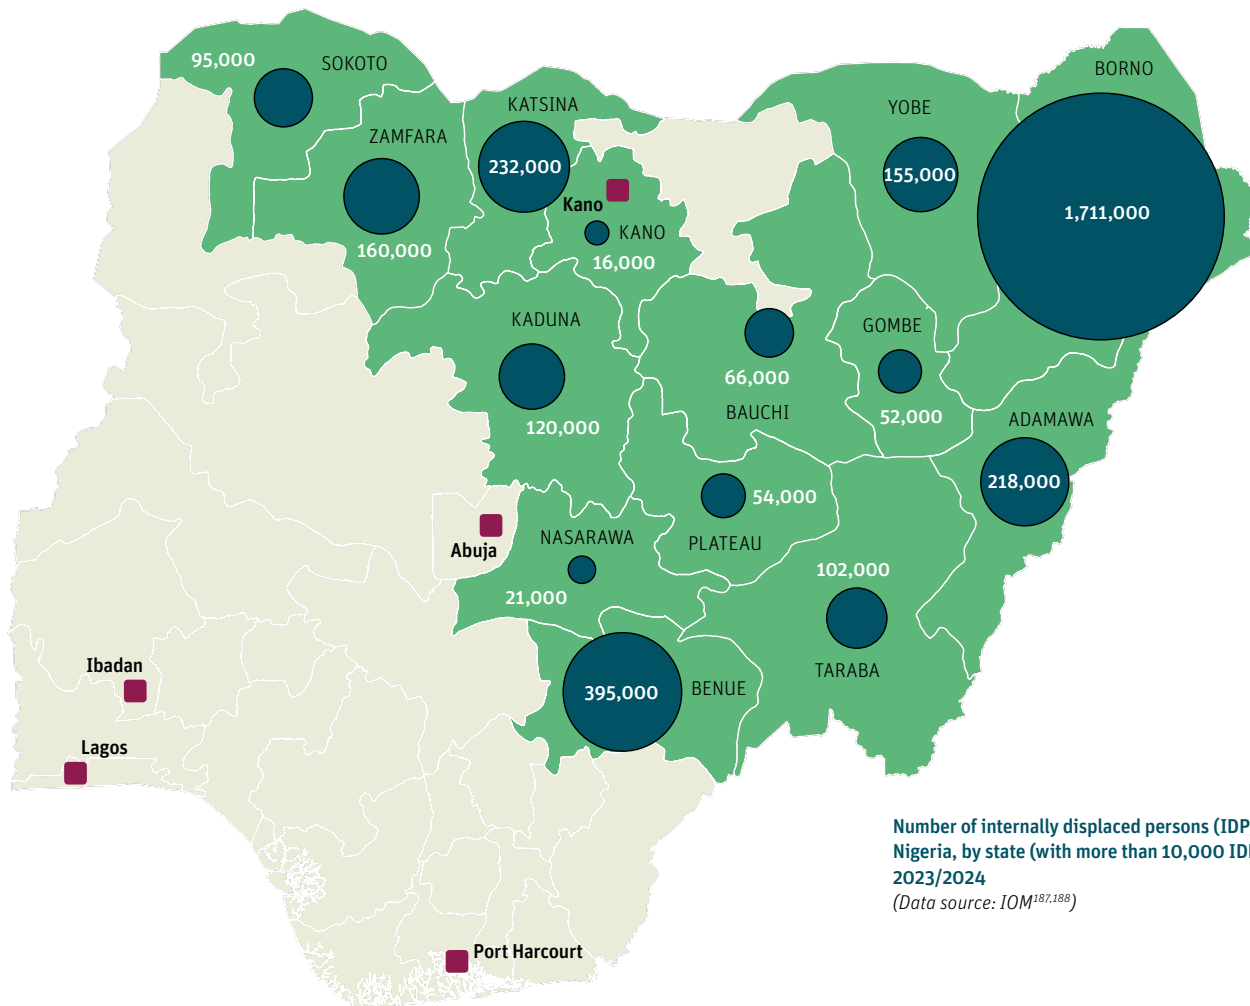 95,000
SOKOTO
BORNO
KATSINA
YOBE
ZAMFARA
232,000
155,000
Kano
1,711,000
KANO
160,000
16,000
KADUNA
GOMBE
66,000
BAUCHI
52,000
120,000
ADAMAWA
218,000
54,000
Abuja
NASARAWA
PLATEAU
102,000
21,000
Ibadan
395,000
BENUE
TARABA
Lagos
Number of internally displaced persons (IDP
Nigeria, by state (with more than 10,000 ID
2023/2024
(Data source: IOM187,188)
Port Harcourt